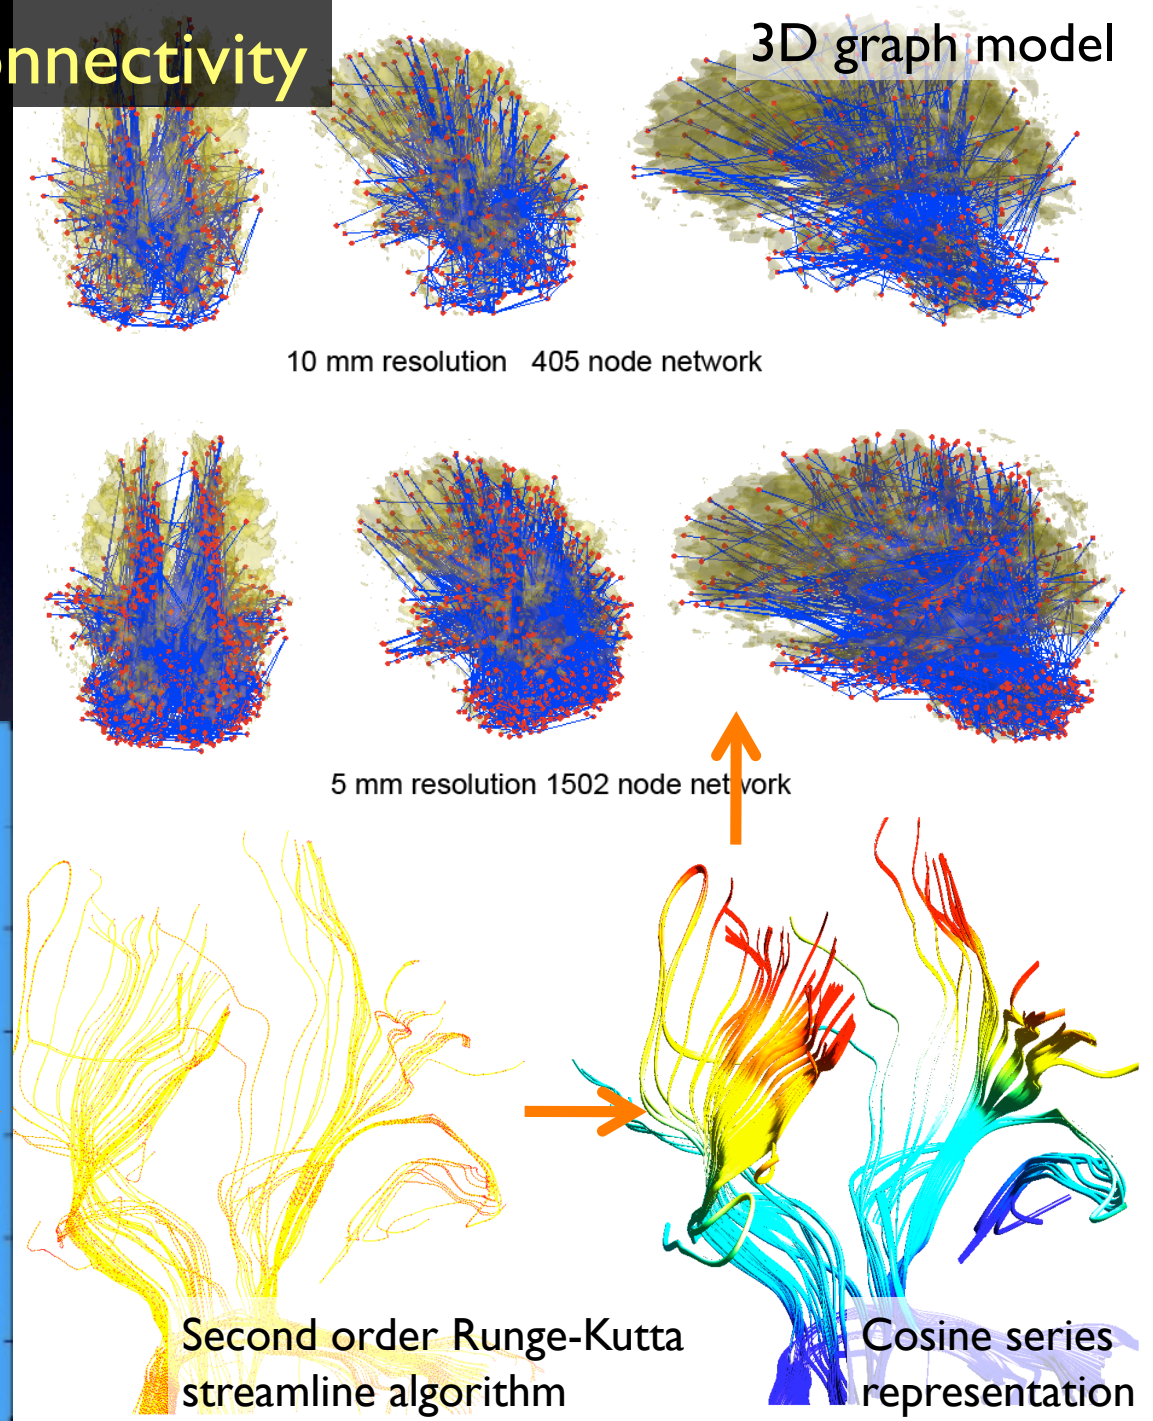 nnectivity
3D graph model
10 mm resolution 405 node network
5 mm resolution 1502 node network
Second order Runge-Kutta
streamline algorithm
Cosine series
representation